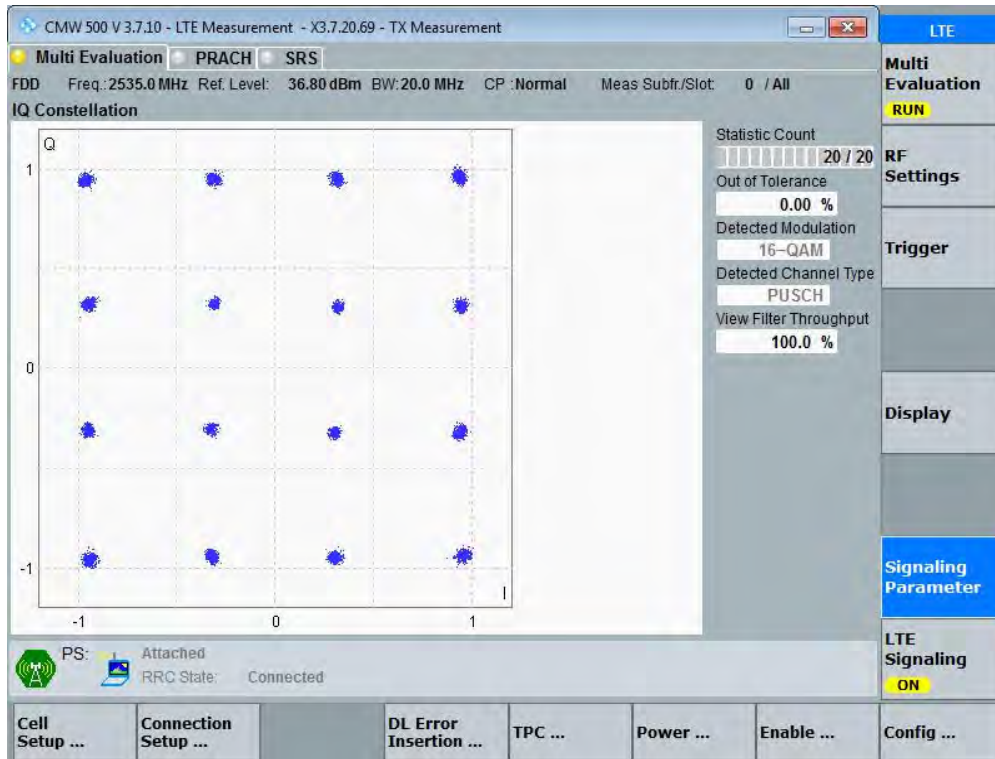 CMW 500 V 3.7.10 - LTE Measurement - X3.7.20.69 - TX Measurement
LTE
Multi Evaluation PRACH SRS
FDD Freq.:2535.0 MHz Ref. Level: 36.80 dBm BW:20.0 MHz CP :Normal Meas Subfr./Slot: 0 / All
IQ Constellation
Q
1
0
-1
I
-1 0 1
Statistic Count
20 / 20
Out of Tolerance
0.00 %
Detected Modulation
16-QAM
Detected Channel Type
PUSCH
View Filter Throughput
100.0 %
Multi
Evaluation
RUN
RF
Settings
Trigger
Display
Signaling
Parameter
LTE
Signaling
ON
PS: Attached
RRC State: Connected
Cell
Setup ...
Connection
Setup ...
DL Error
Insertion ...
TPC ...
Power ...
Enable ...
Config ...